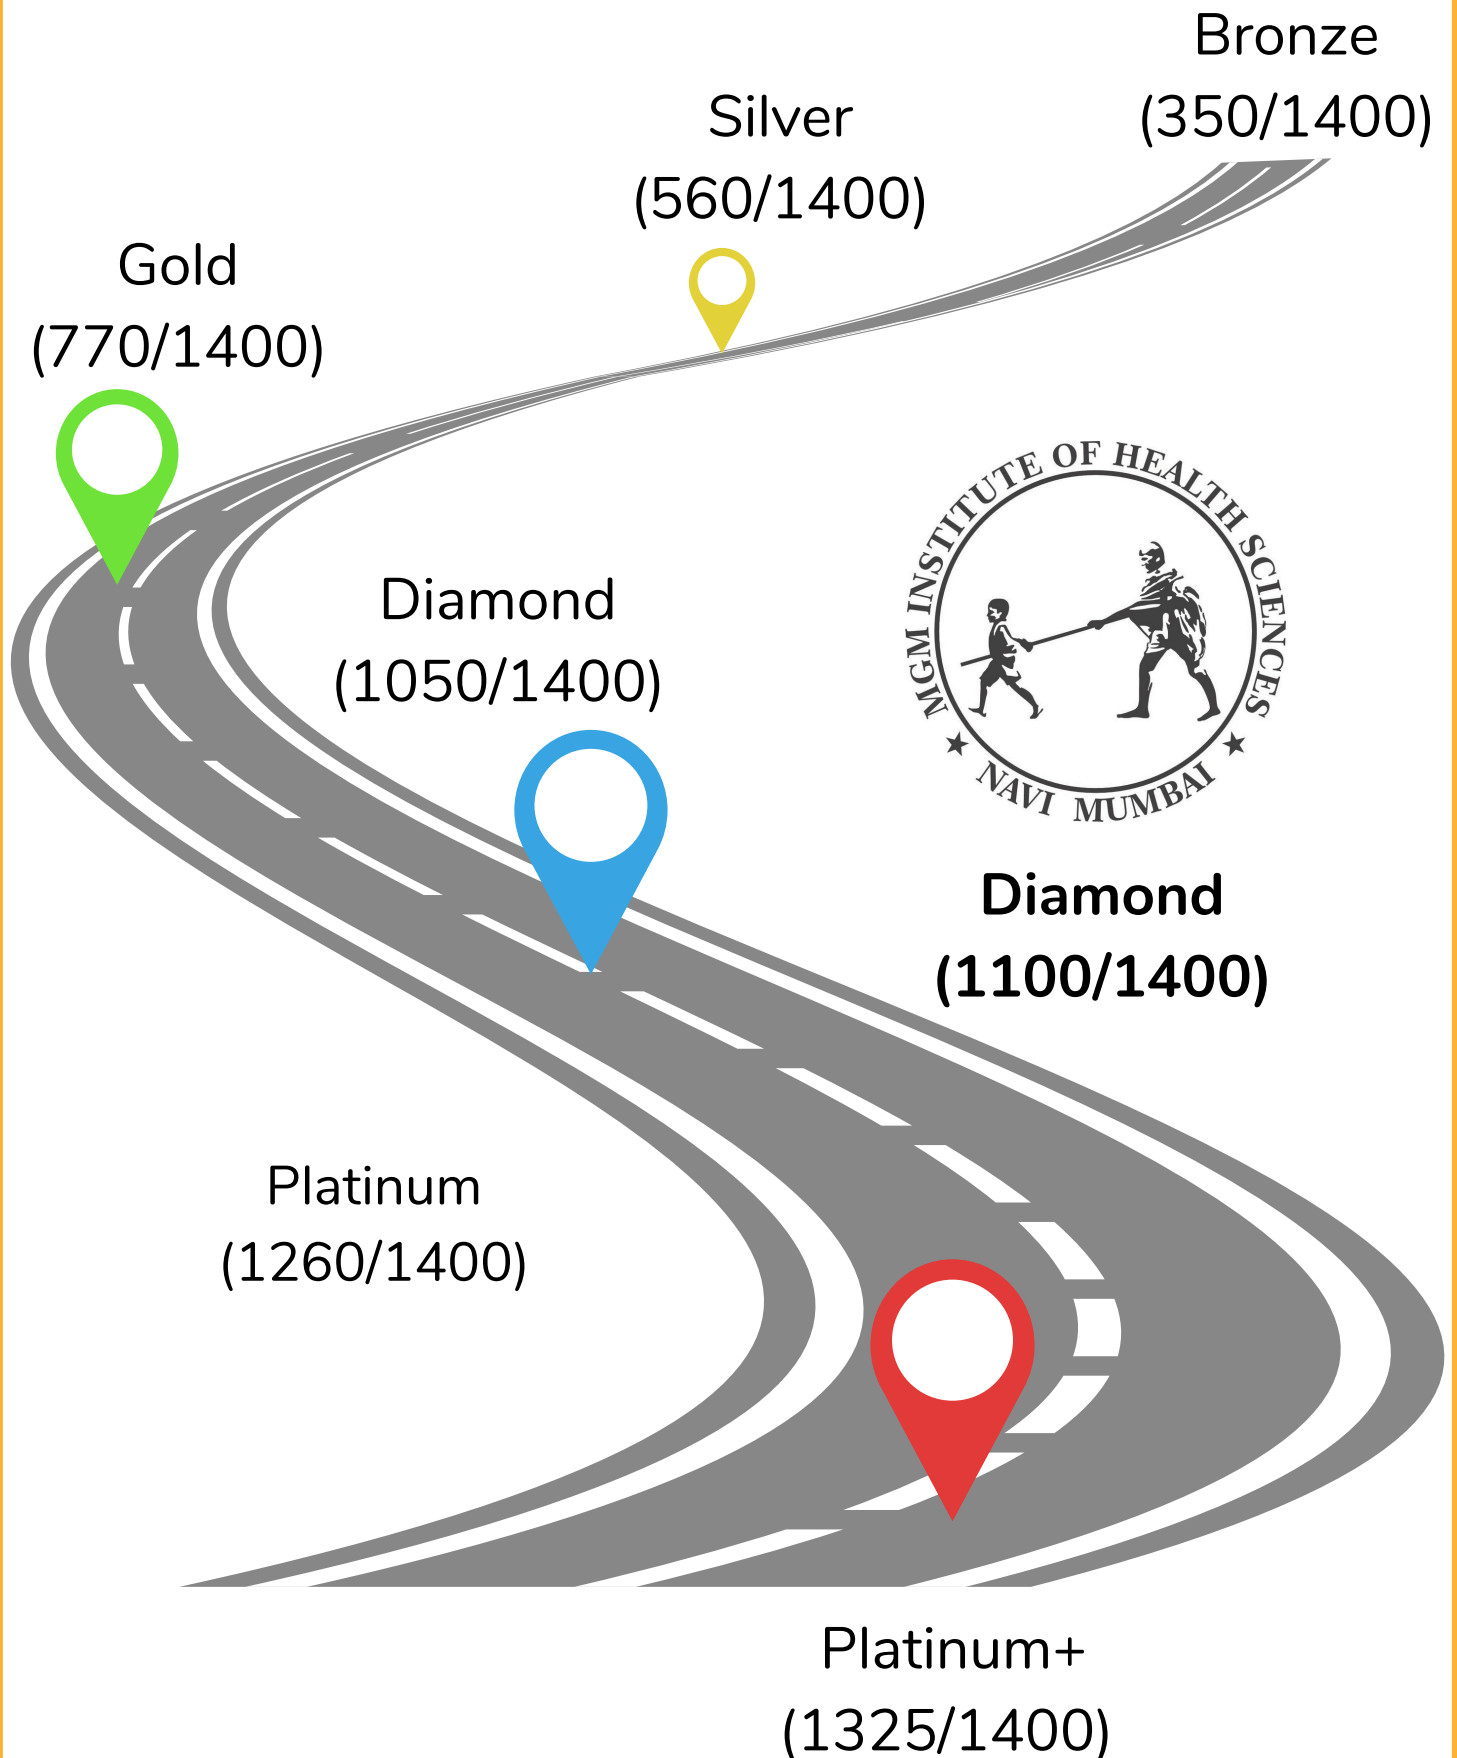 Bronze
(350/1400)
Silver
(560/1400)
Gold
(770/1400)
MGM INSTITUTE OF HEALTH SCIENCES
★ NAVI MUMBAI ★
Diamond
(1050/1400)
Diamond
(1100/1400)
Platinum
(1260/1400)
Platinum+
(1325/1400)